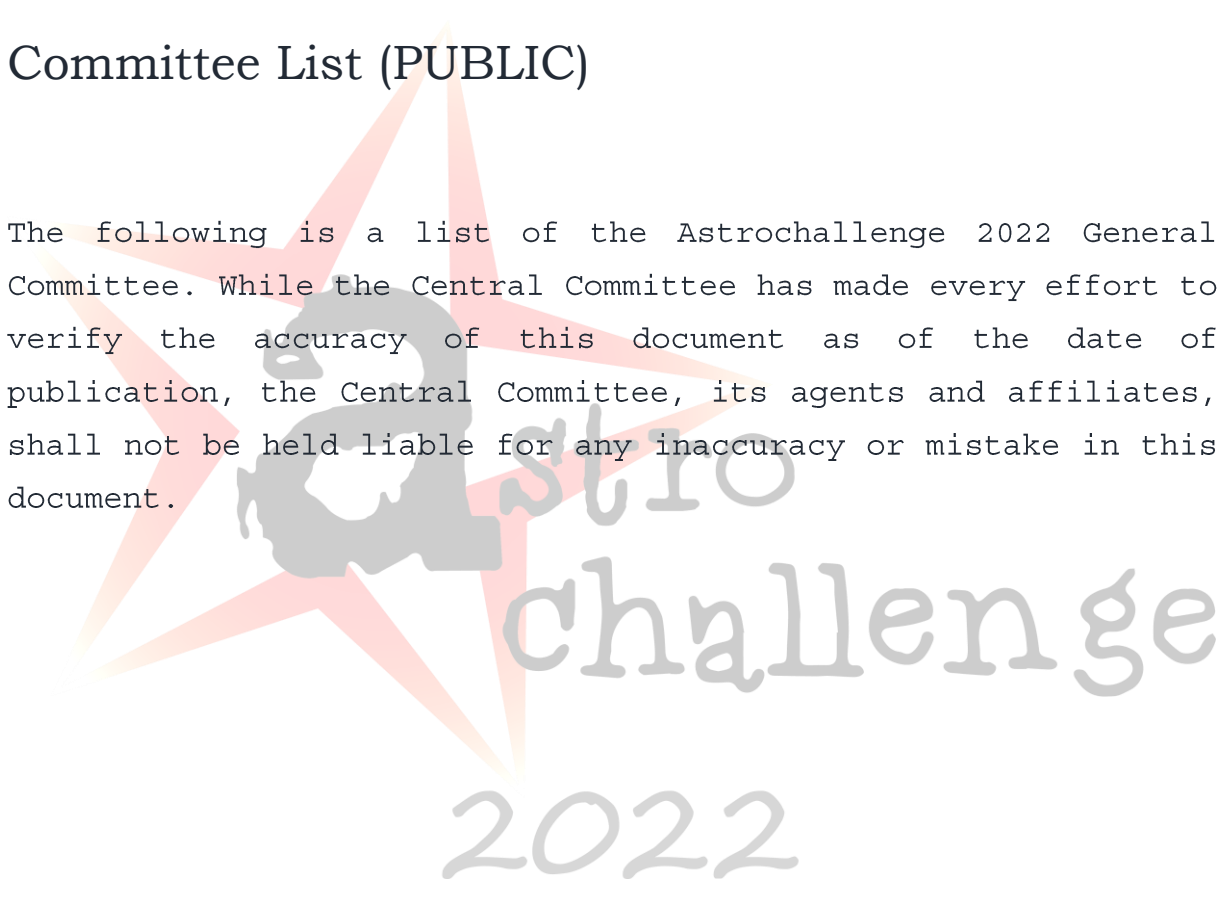 Committee List (PUBLIC)
The following is a list of the Astrochallenge 2022 General
Committee. While the Central Committee has made every effort to
verify the accuracy of this document as of the date of
publication, the Central Committee, its agents and affiliates,
shall not be held liable for any inaccuracy or mistake in this
document.
astro
challenge
2022